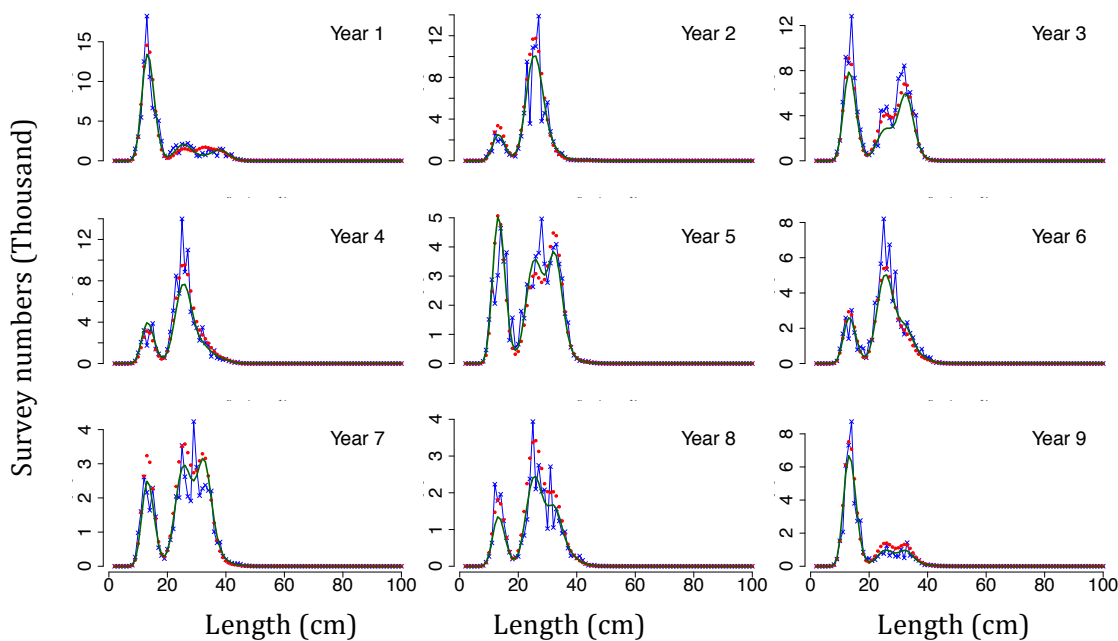 Survey numbers (Thousand)
Year 1
0 5 10 15
Year 2
0 4 8 12
Year 3
0 4 8 12
Year 4
0 4 8 12
Year 5
0 1 2 3 4 5
Year 6
0 2 4 6 8
Year 7
0 1 2 3 4
Year 8
0 1 2 3 4
Year 9
0 2 4 6 8
0 20 40 60 80 100
0 20 40 60 80 100
0 20 40 60 80 100
Length (cm)
Length (cm)
Length (cm)